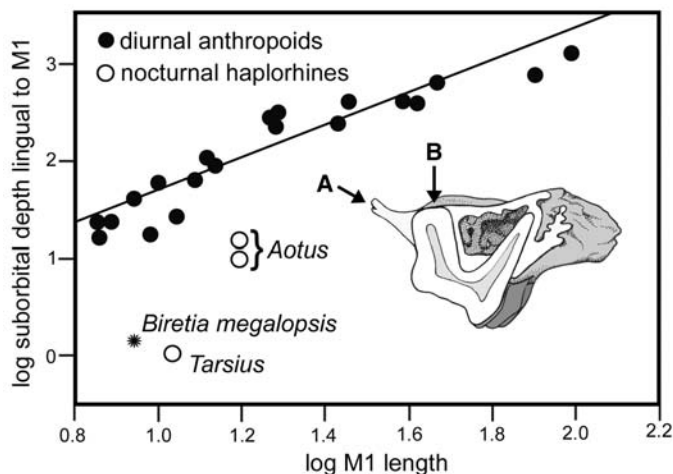 diurnal anthropoids
nocturnal haplorhines
log suborbital depth lingual to M1
3
2
1
0
A
B
} Aotus
Biretia megalopsis
Tarsius
0.8 1.0 1.2 1.4 1.6 1.8 2.0 2.2
log M1 length